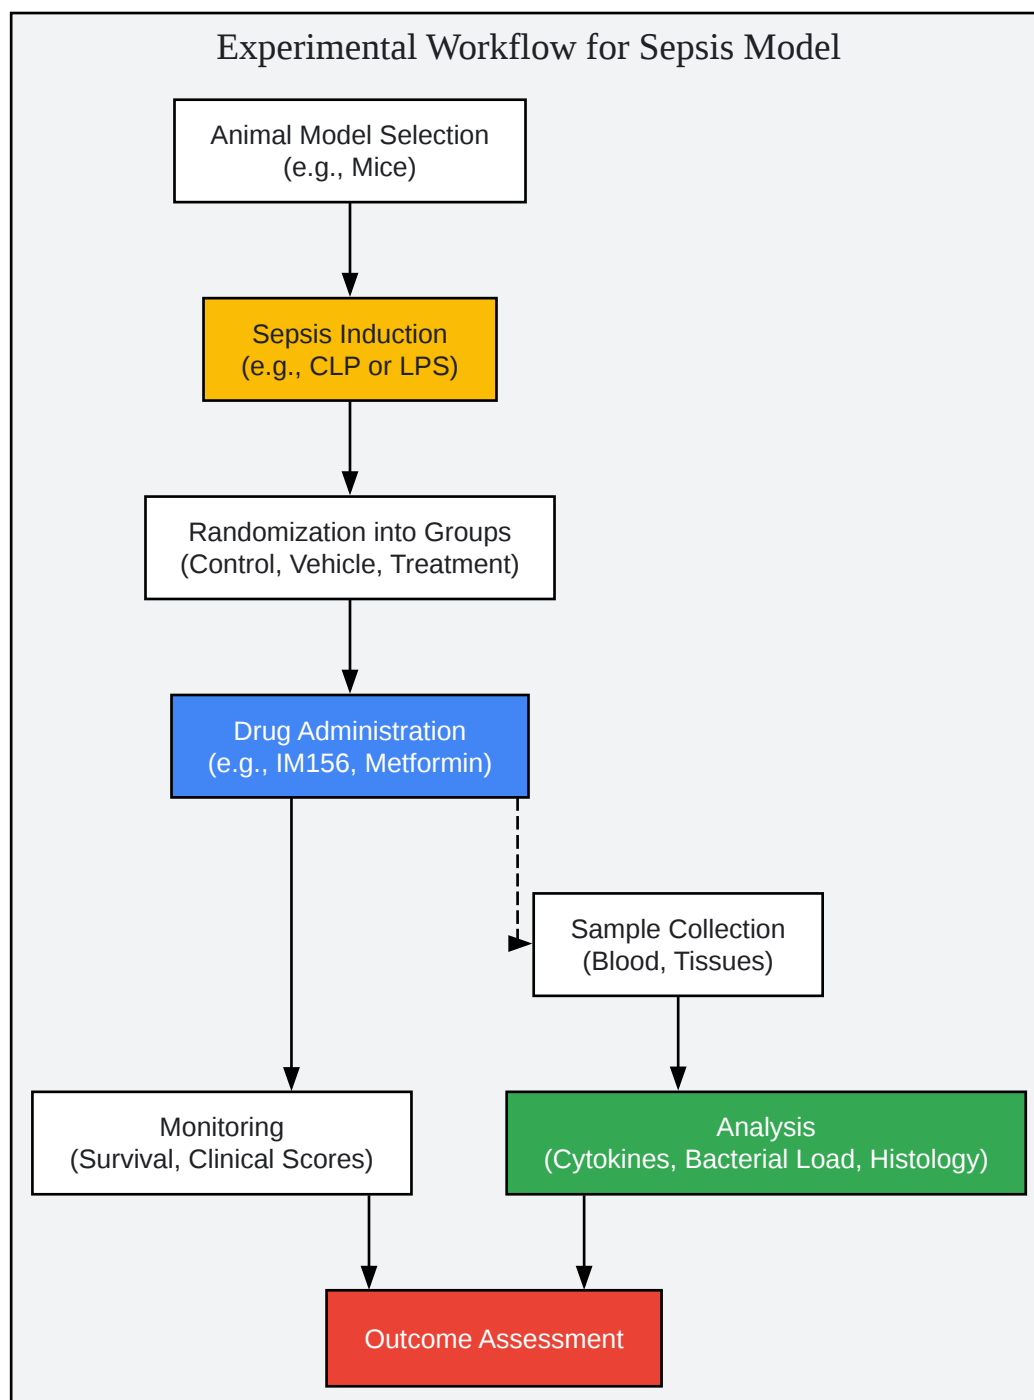 Experimental Workflow for Sepsis Model
Animal Model Selection
(e.g., Mice)
Sepsis Induction
(e.g., CLP or LPS)
Randomization into Groups
(Control, Vehicle, Treatment)
Drug Administration
(e.g., IM156, Metformin)
Sample Collection
(Blood, Tissues)
Monitoring
(Survival, Clinical Scores)
Analysis
(Cytokines, Bacterial Load, Histology)
Outcome Assessment